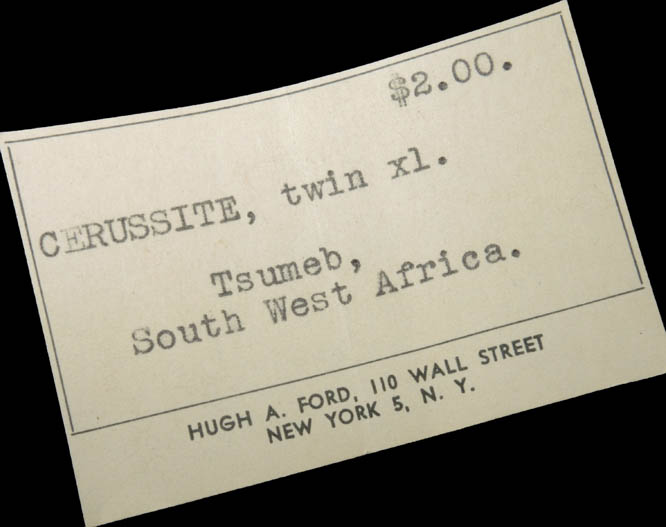 $2.00.
CERUSSITE, twin xl.
Tsumeb,
South West Africa.
HUGH A. FORD, 110 WALL STREET
NEW YORK 5, N. Y.